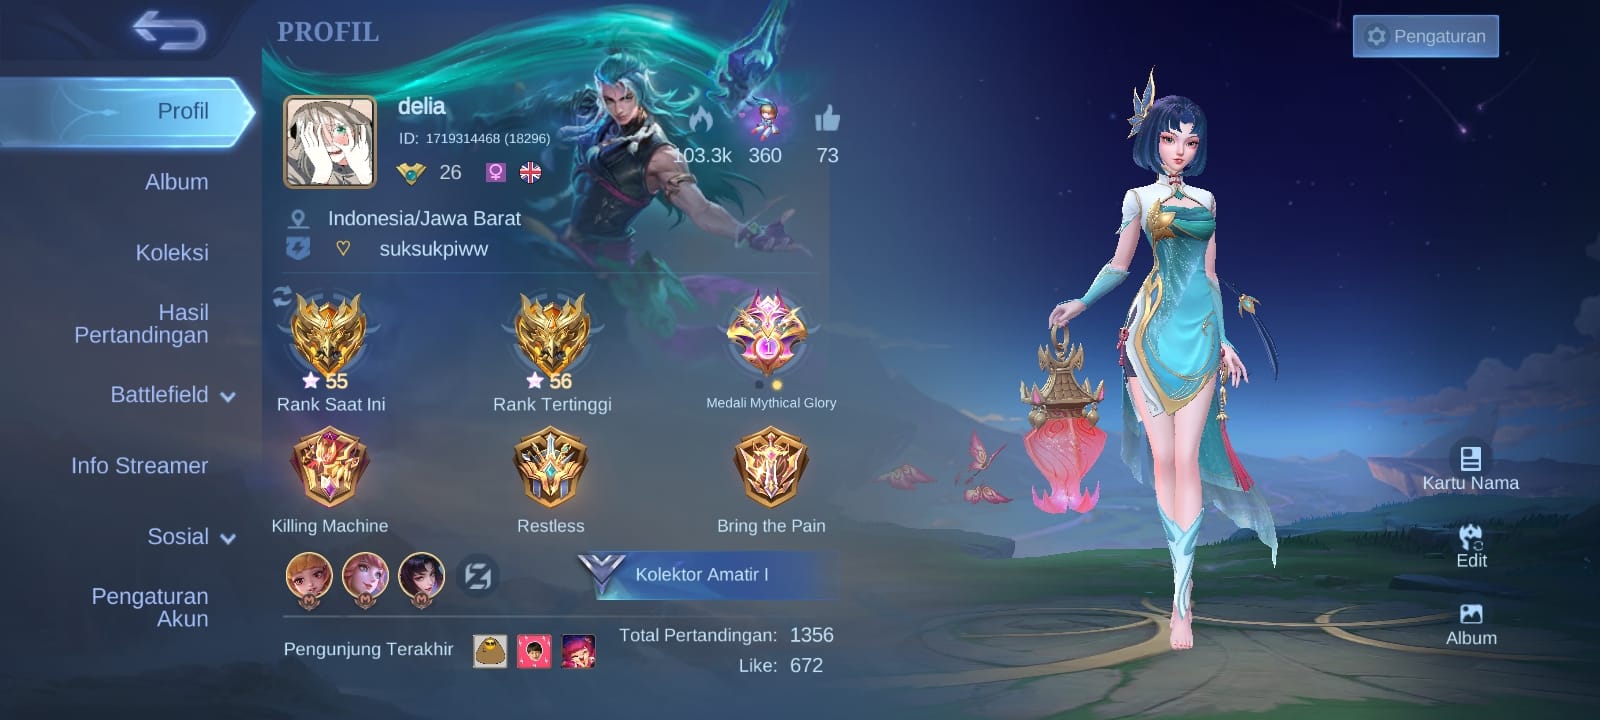 PROFIL
Pengaturan
Profil
Album
Koleksi
Hasil
Pertandingan
Battlefield
Info Streamer
Sosial
Pengaturan
Akun
delia
ID: 1719314468 (18296)
26
103.3k 360 73
Indonesia/Jawa Barat
♡ suksukpiww
55
Rank Saat Ini
56
Rank Tertinggi
1
Medali Mythical Glory
Killing Machine
Restless
Bring the Pain
Kolektor Amatir I
Pengunjung Terakhir
Total Pertandingan: 1356
Like: 672
Kartu Nama
Edit
Album